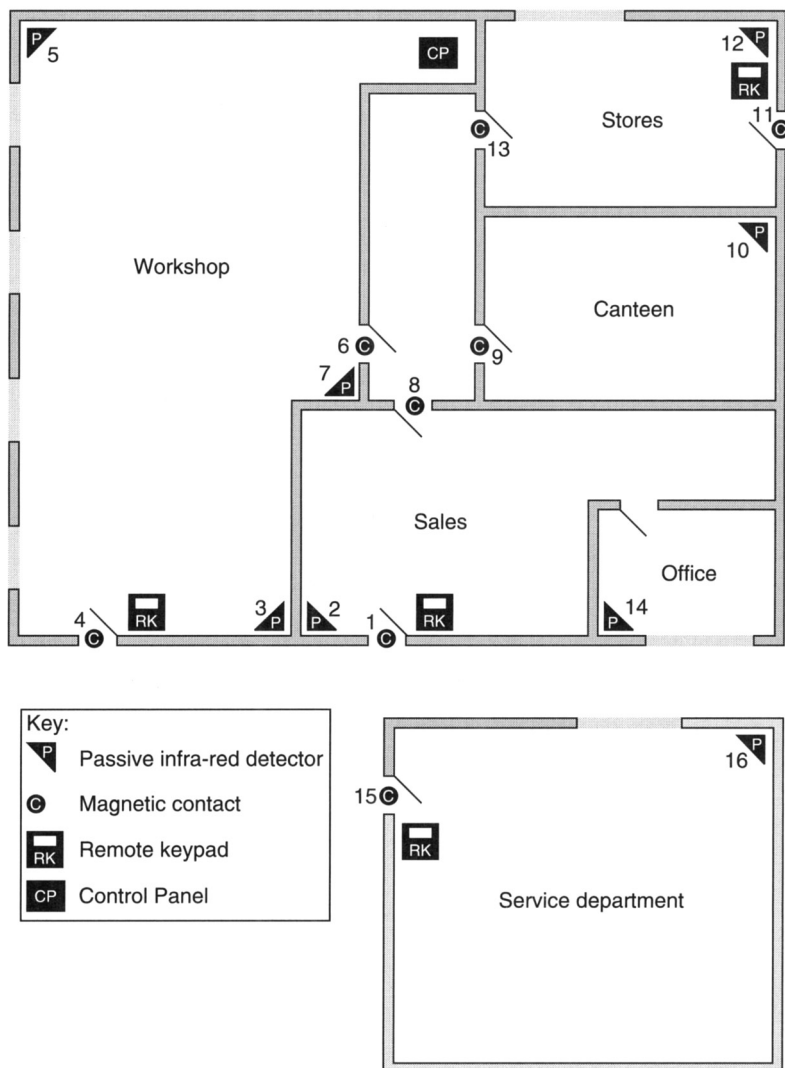 P
5
CP
12
P
RK
Stores
11
C
C
13
Workshop
10
P
Canteen
6
C
C
9
7
P
8
C
Sales
Office
4
C
RK
3
P
2
P
1
C
RK
14
P
Key:
P
Passive infra-red detector
C
Magnetic contact
RK
Remote keypad
CP
Control Panel
16
P
15
C
RK
Service department